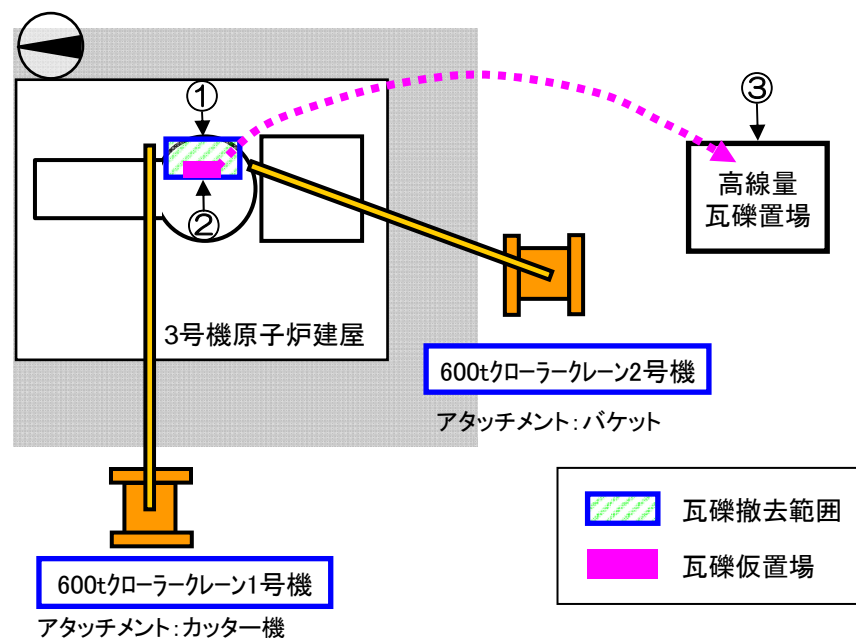 ①
③
高線量
瓦礫置場
②
3号機原子炉建屋
600tクローラークレーン2号機
アタッチメント:バケット
瓦礫撤去範囲
瓦礫仮置場
600tクローラークレーン1号機
アタッチメント:カッター機